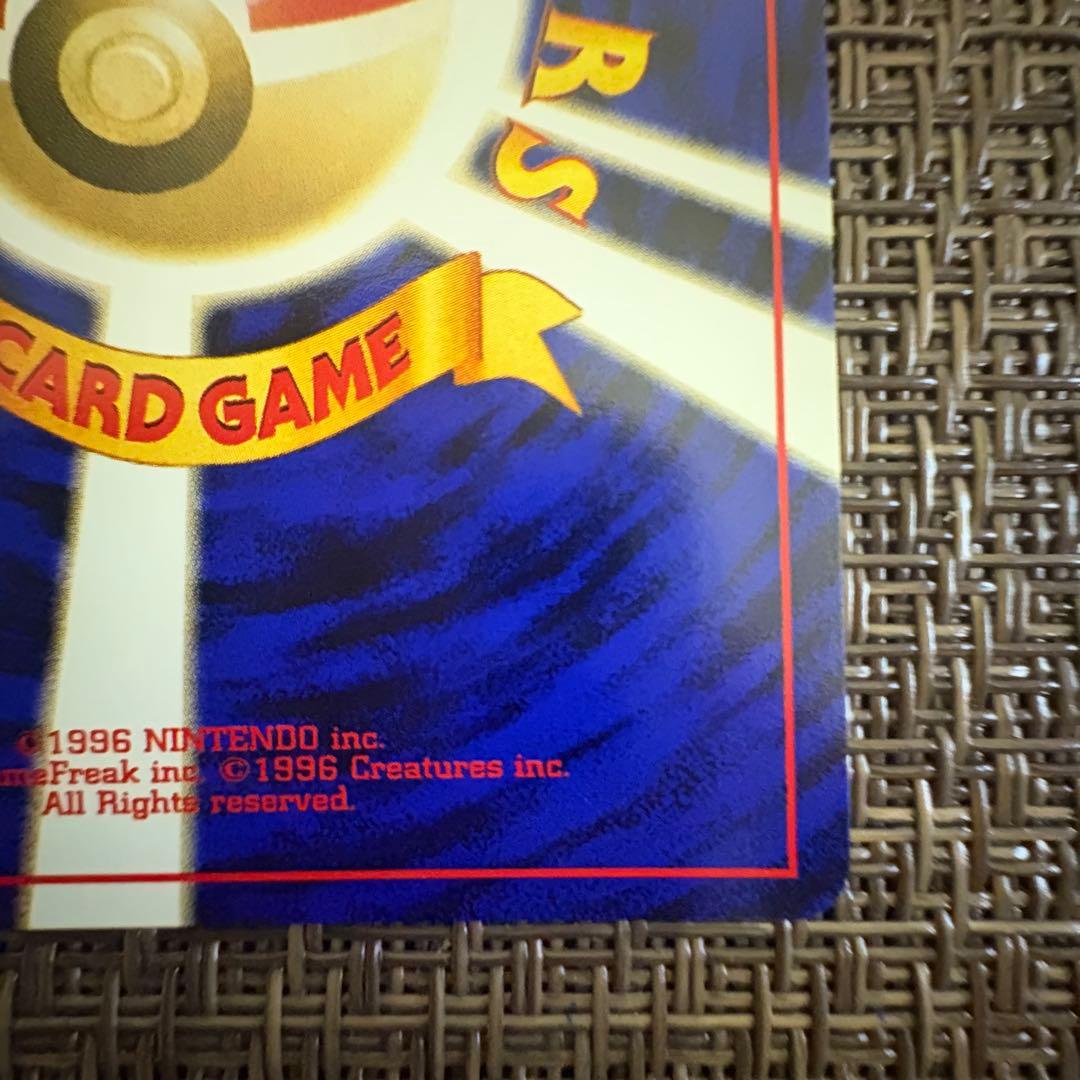 RS
CARD GAME
©1996 NINTENDO inc.
meFreak inc. ©1996 Creatures inc.
All Rights reserved.